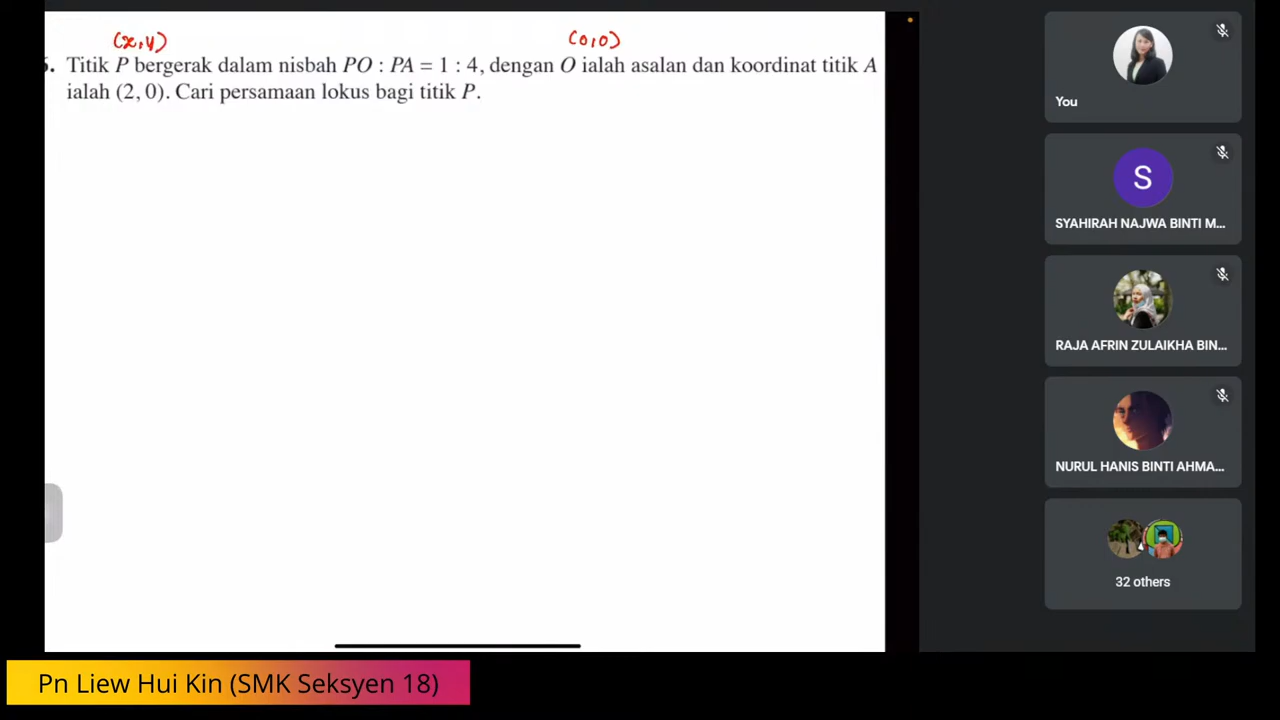 (x,y) (0,0)
5. Titik P bergerak dalam nisbah PO : PA = 1 : 4, dengan O ialah asalan dan koordinat titik A
ialah (2, 0). Cari persamaan lokus bagi titik P.
You
S
SYAHIRAH NAJWA BINTI M...
RAJA AFRIN ZULAIKHA BIN...
NURUL HANIS BINTI AHMA...
32 others
Pn Liew Hui Kin (SMK Seksyen 18)